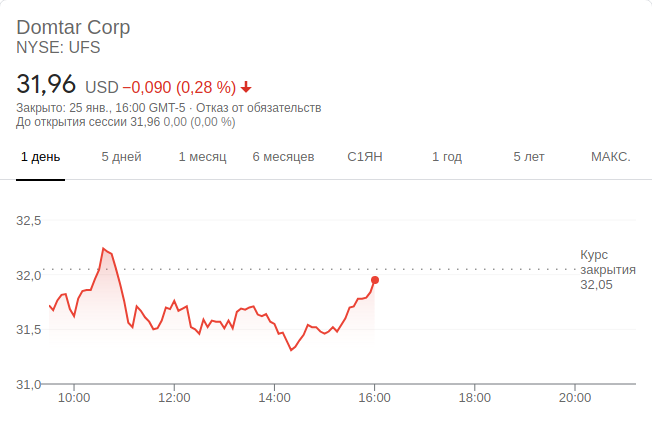 Domtar Corp
NYSE: UFS
31,96 USD −0,090 (0,28 %)
Закрыто: 25 янв., 16:00 GMT-5 · Отказ от обязательств
До открытия сессии 31,96 0,00 (0,00 %)
1 день 5 дней 1 месяц 6 месяцев С1ЯН 1 год 5 лет МАКС.
32,5
Курс
закрытия
32,05
32,0
31,5
31,0
10:00 12:00 14:00 16:00 18:00 20:00